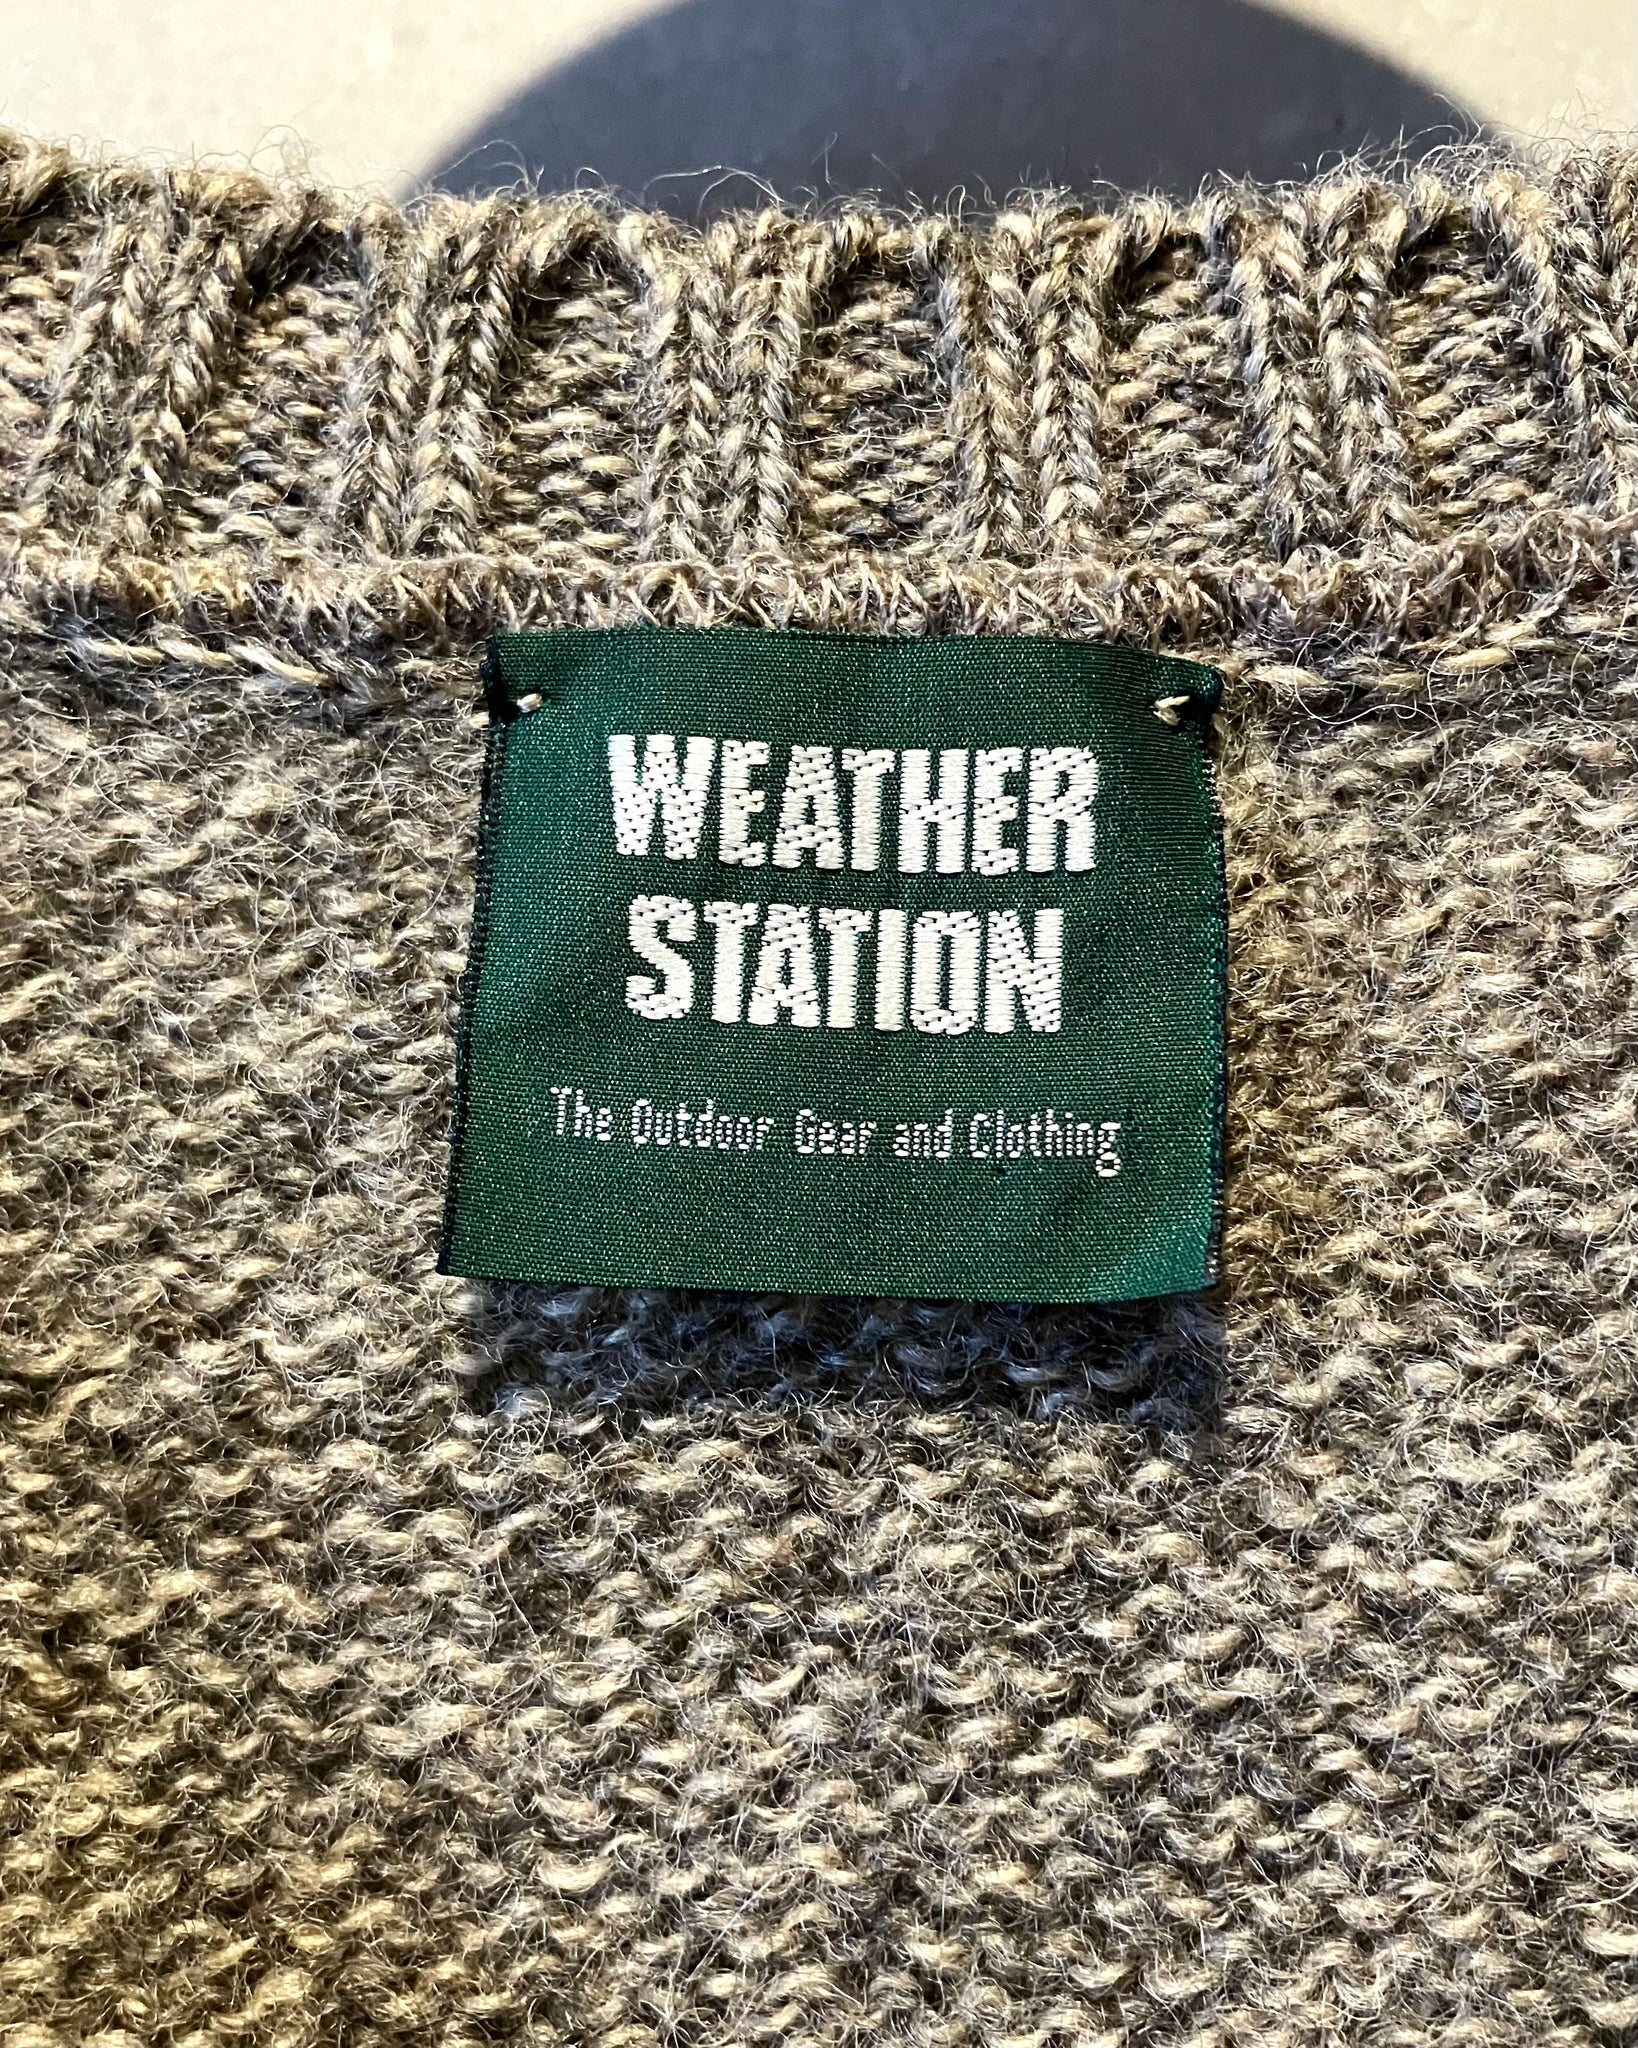 WEATHER
STATION
The Outdoor Gear and Clothing